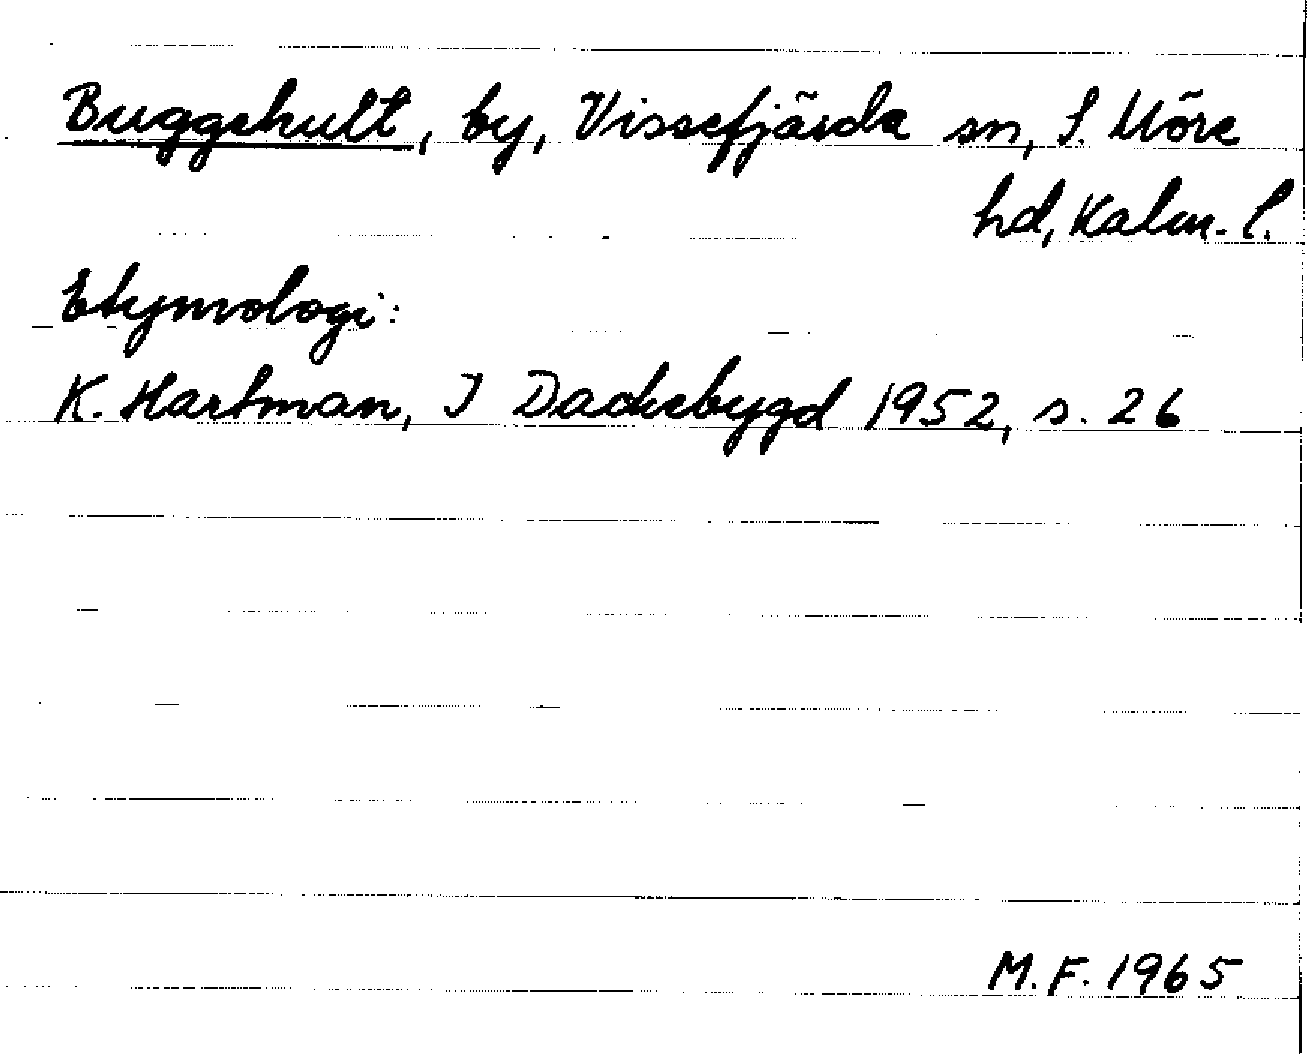 Buggehult, by, Vissefjärda sn, S. Möre
hd, Kalm. l.
Etymologi:
K. Hartman, I Dackebygd 1952, s. 26
M.F. 1965